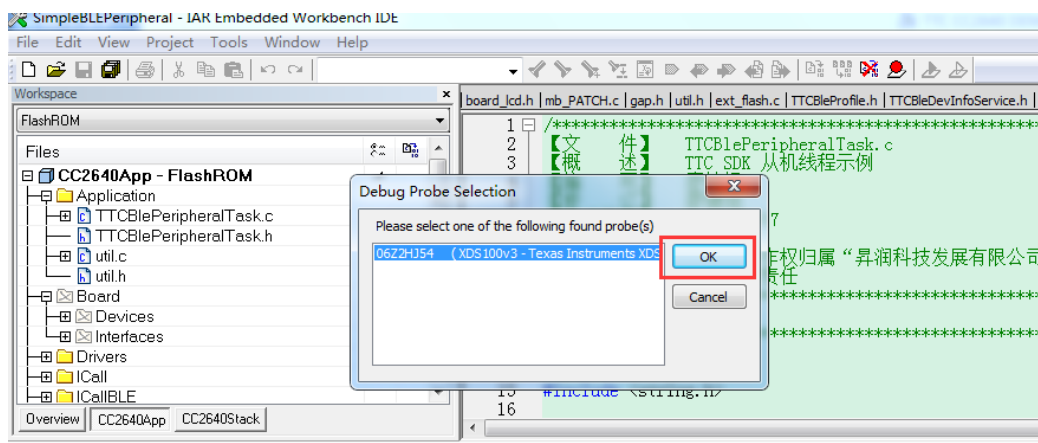 SimpleBLEPeripheral - IAR Embedded Workbench IDE
File Edit View Project Tools Window Help
Workspace
FlashROM
Files
CC2640App - FlashROM
Application
TTCBlePeripheralTask.c
TTCBlePeripheralTask.h
util.c
util.h
Board
Devices
Interfaces
Drivers
ICall
ICallBLE
Overview CC2640App CC2640Stack
board_lcd.h mb_PATCH.c gap.h util.h ext_flash.c TTCBleProfile.h TTCBleDevInfoService.h
1 /***************************************************
2 【文 件】 TTCBlePeripheralTask.c
3 【概 述】 TTC SDK 从机线程示例
7
权归属“昇润科技发展有限公司
责任
***********************************
***********************************
15 #include <string.h>
16
Debug Probe Selection
Please select one of the following found probe(s)
06Z2HJ54 (XDS100v3 - Texas Instruments XDS
OK
Cancel